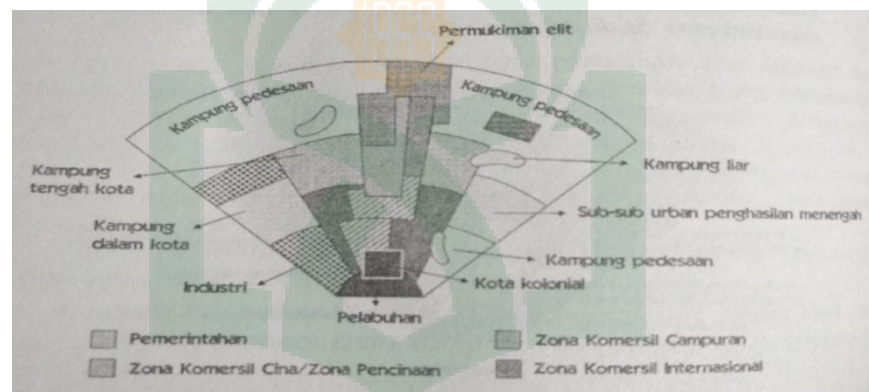 Permukiman elit
Kampung pedesaan
Kampung pedesaan
Kampung
tengah kota
Kampung liar
Kampung
dalam kota
Sub-sub urban penghasilan menengah
Kampung pedesaan
Industri
Kota kolonial
Pelabuhan
Pemerintahan
Zona Komersil Campuran
Zona Komersil Cina/Zona Pencinaan
Zona Komersil Internasional